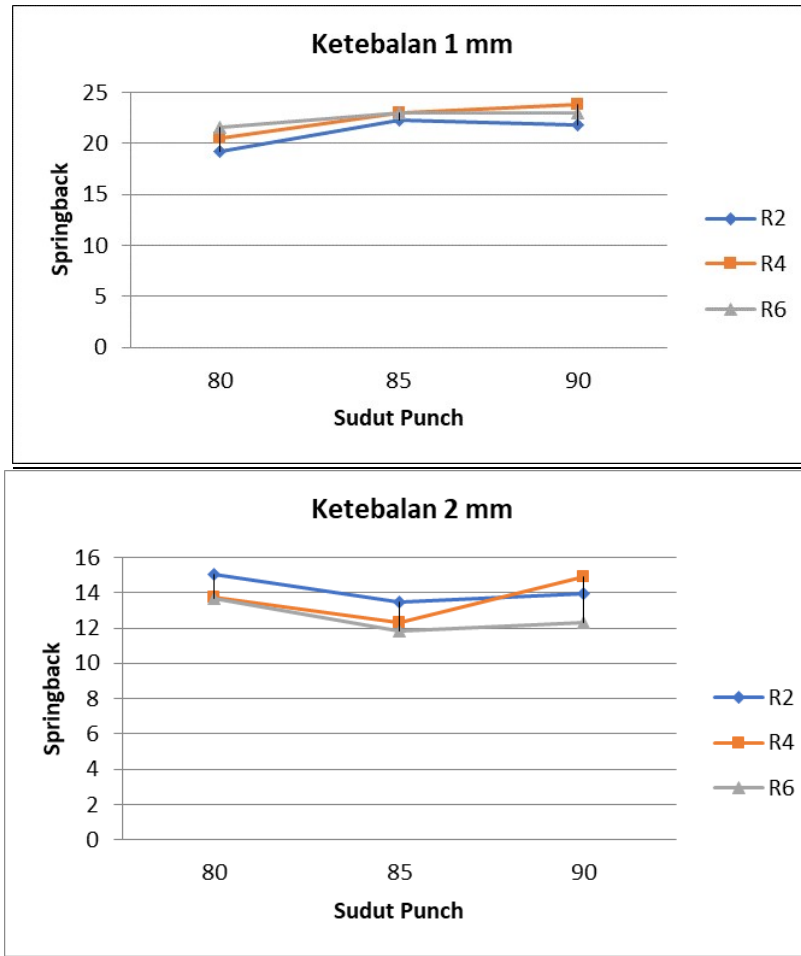 Ketebalan 1 mm
25
20
15
10
5
0
Springback
80 85 90
Sudut Punch
R2
R4
R6
Ketebalan 2 mm
16
14
12
10
8
6
4
2
0
Springback
80 85 90
Sudut Punch
R2
R4
R6